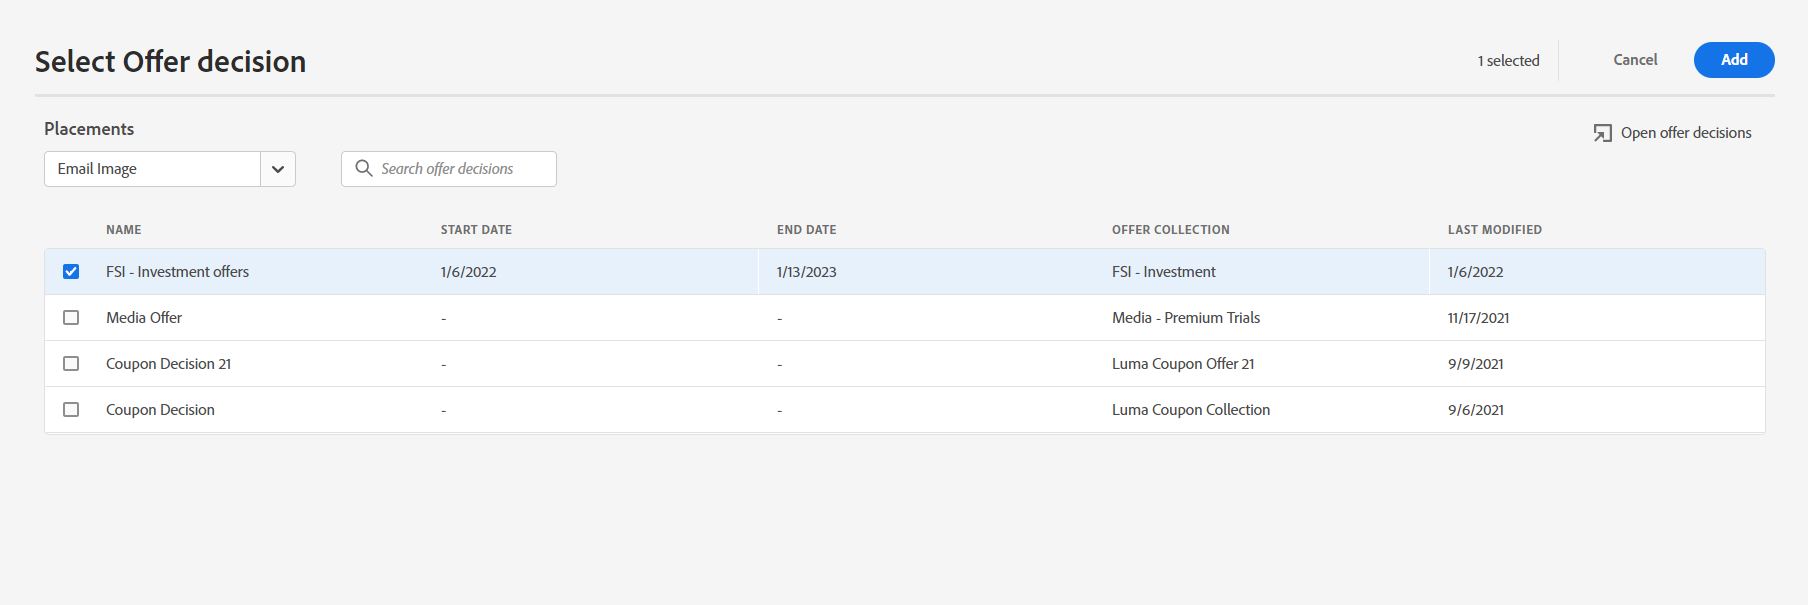 Select Offer decision
1 selected
Cancel
Add
Placements
Open offer decisions
Email Image
Search offer decisions
NAME START DATE END DATE OFFER COLLECTION LAST MODIFIED
FSI - Investment offers 1/6/2022 1/13/2023 FSI - Investment 1/6/2022
Media Offer - - Media - Premium Trials 11/17/2021
Coupon Decision 21 - - Luma Coupon Offer 21 9/9/2021
Coupon Decision - - Luma Coupon Collection 9/6/2021